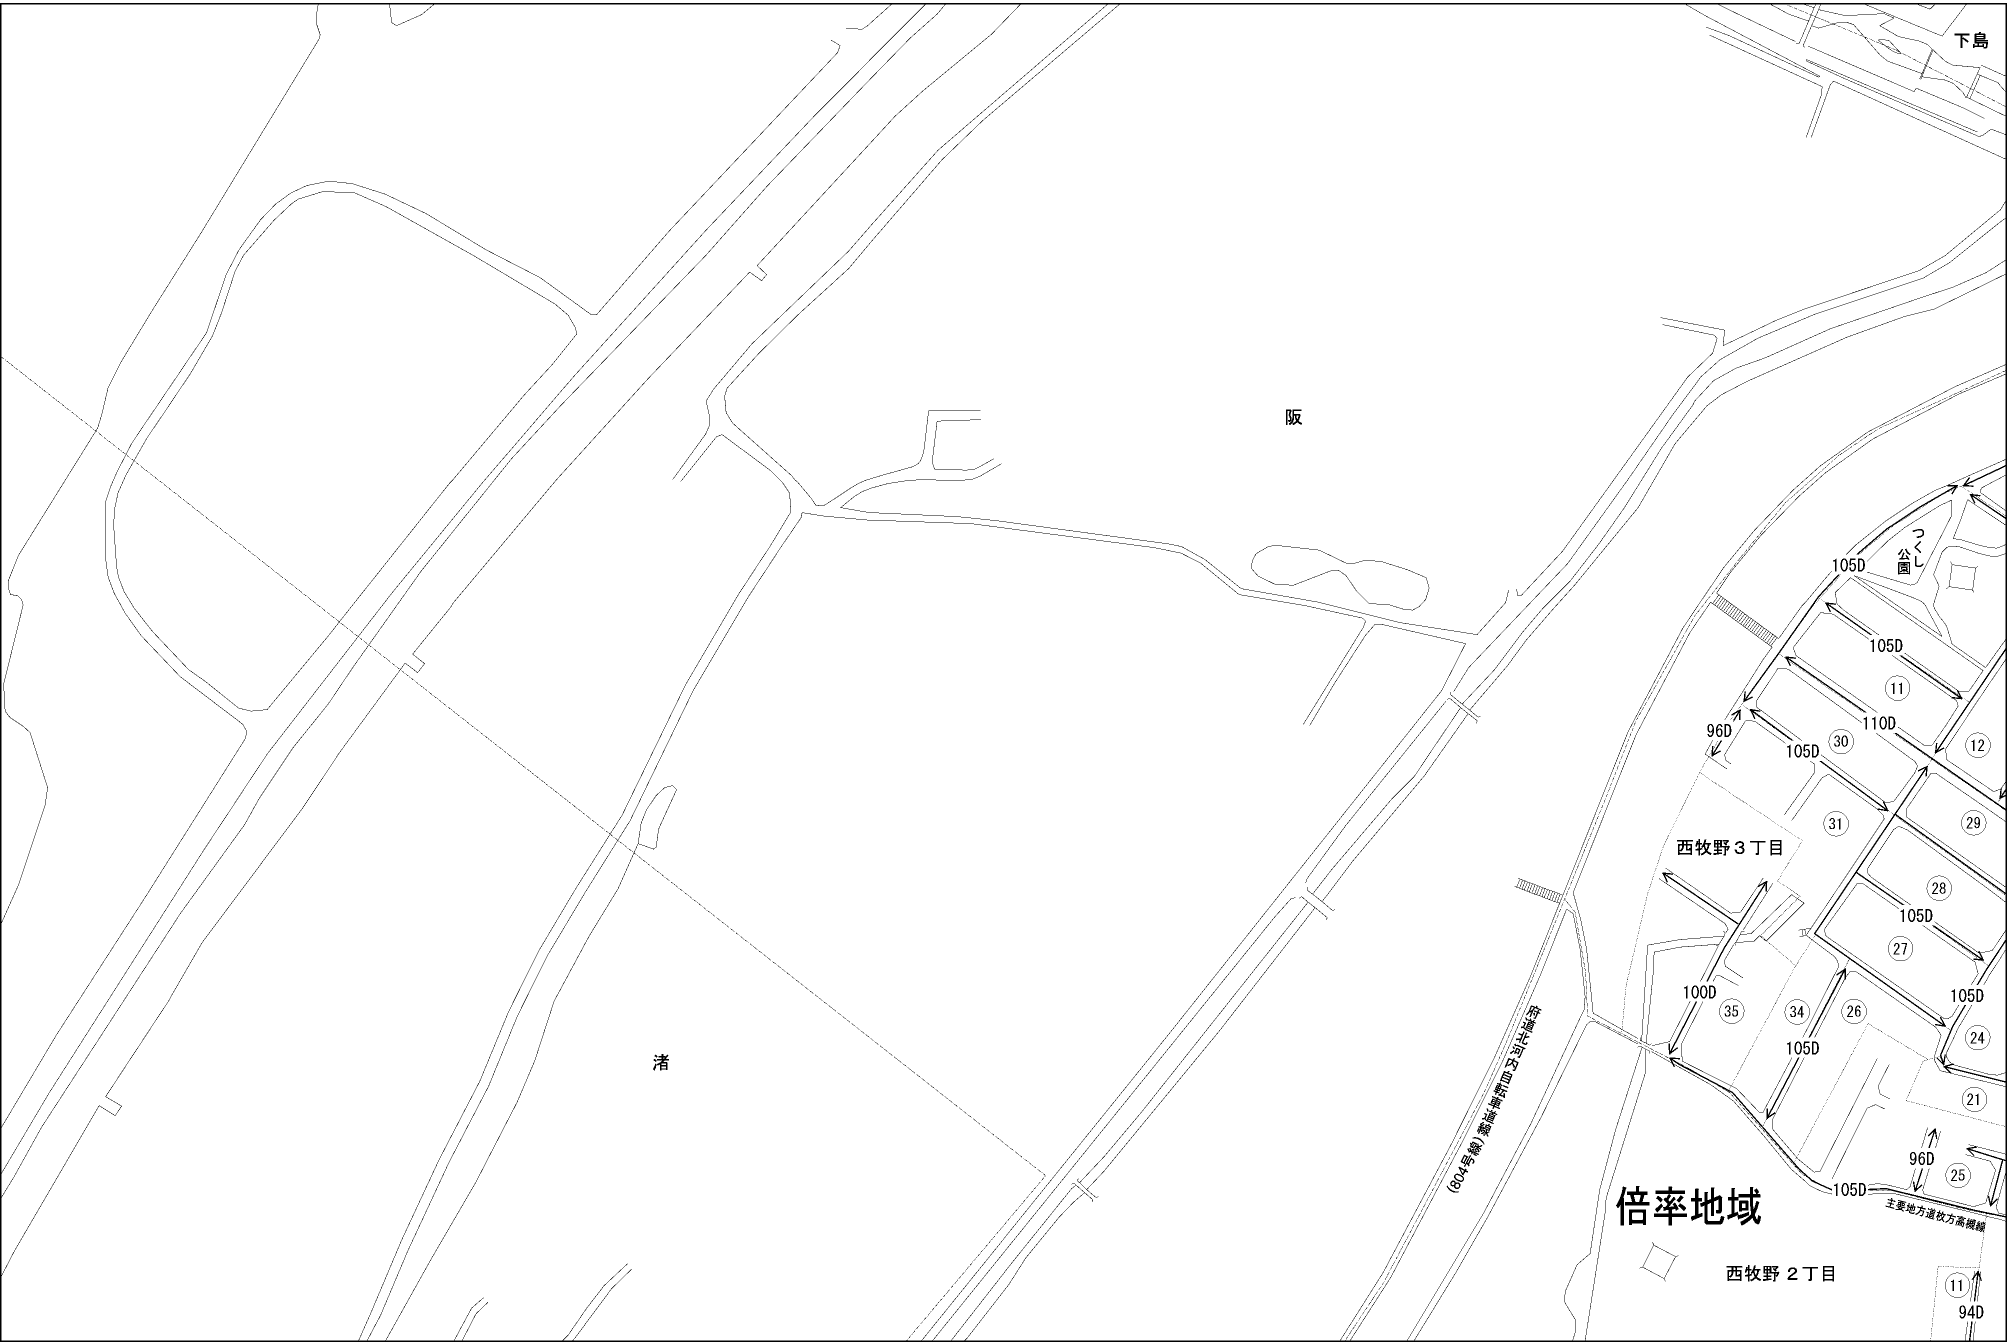 下島
阪
つくし
公園
105D
105D
11
110D
96D
30
12
105D
31
29
西牧野3丁目
28
105D
27
100D
105D
35
34
26
24
105D
府道北河内自転車道線
(804号線)
渚
21
96D
25
105D
倍率地域
主要地方道枚方高槻線
西牧野 2丁目
11
94D